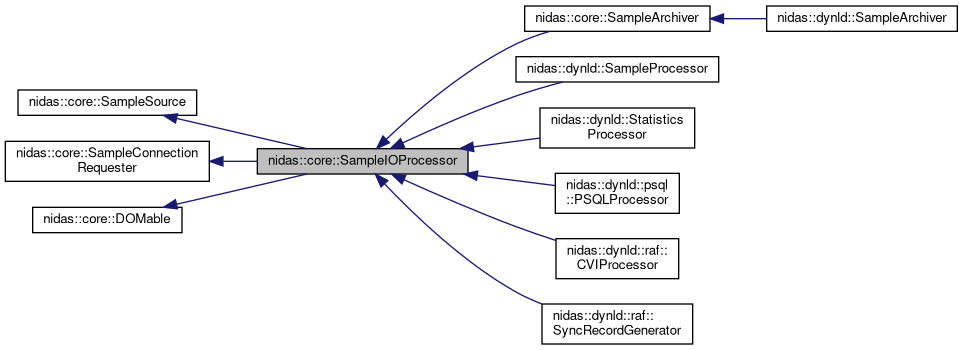 nidas::core::SampleSource
nidas::core::SampleConnection
Requester
nidas::core::DOMable
nidas::core::SampleIOProcessor
nidas::core::SampleArchiver
nidas::dynld::SampleProcessor
nidas::dynld::Statistics
Processor
nidas::dynld::psql
::PSQLProcessor
nidas::dynld::raf::
CVIProcessor
nidas::dynld::raf::
SyncRecordGenerator
nidas::dynld::SampleArchiver